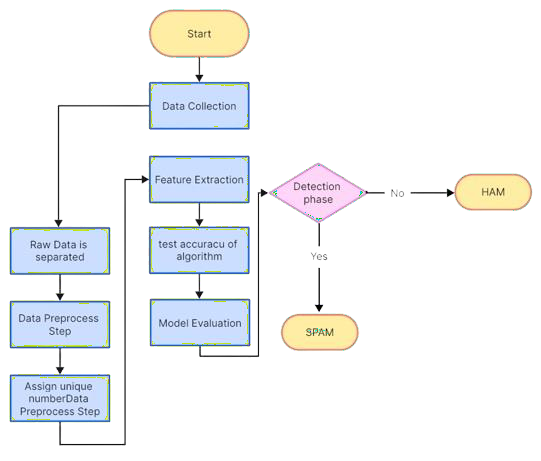 Start
Data Collection
Raw Data is
separated
Data Preprocess
Step
Assign unique
numberData
Preprocess Step
Feature Extraction
test accuracu of
algorithm
Model Evaluation
Detection
phase
No
HAM
Yes
SPAM